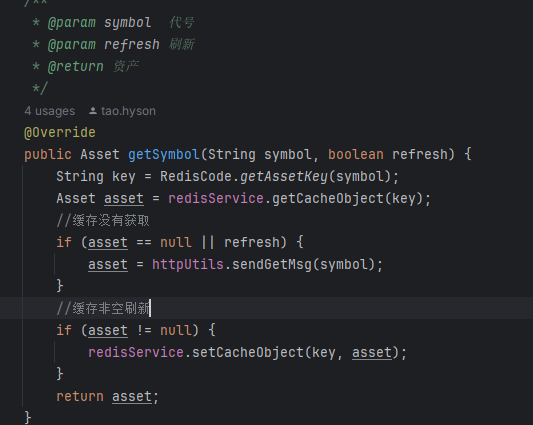 /**
* @param symbol 代号
* @param refresh 刷新
* @return 资产
*/
4 usages tao.hyson
@Override
public Asset getSymbol(String symbol, boolean refresh) {
String key = RedisCode.getAssetKey(symbol);
Asset asset = redisService.getCacheObject(key);
//缓存没有获取
if (asset == null || refresh) {
asset = httpUtils.sendGetMsg(symbol);
}
//缓存非空刷新
if (asset != null) {
redisService.setCacheObject(key, asset);
}
return asset;
}